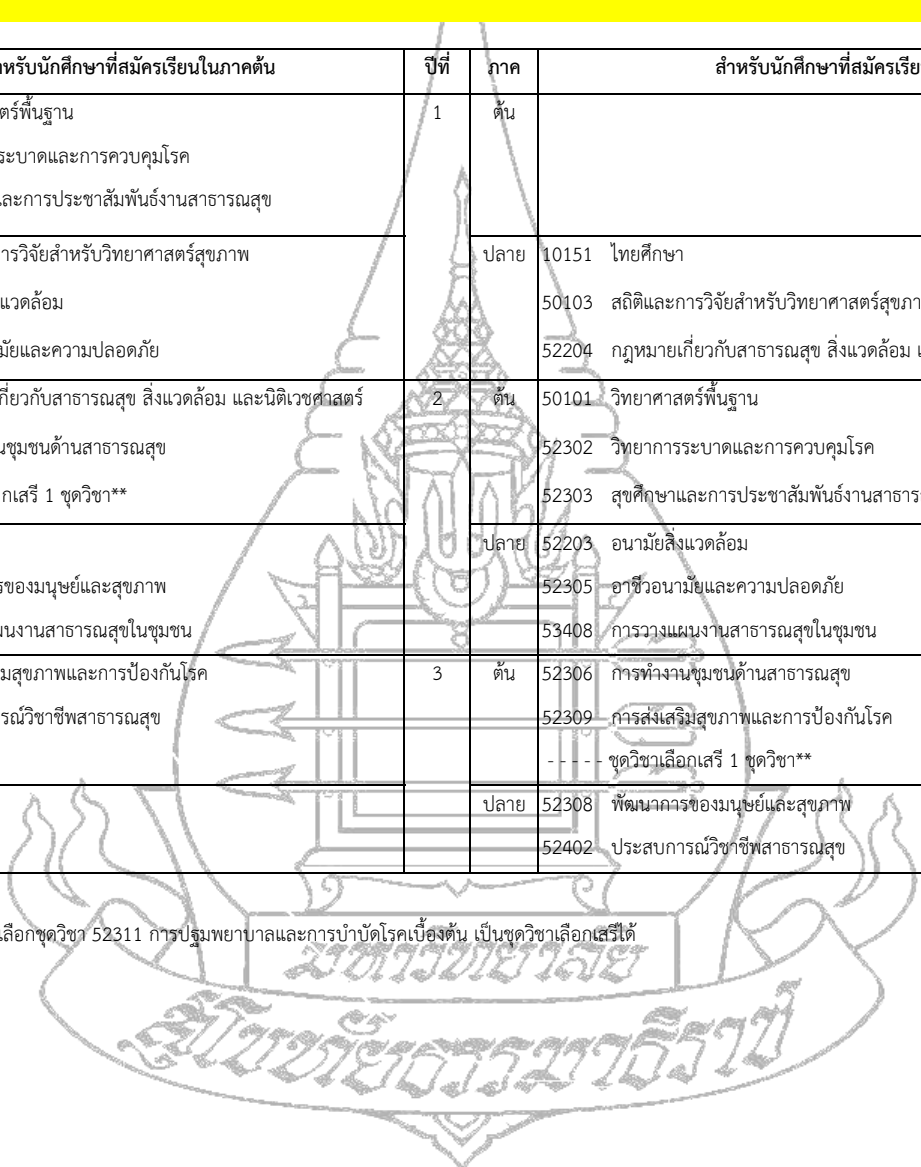 หรับนักศึกษาที่สมัครเรียนในภาคต้น ปีที่ ภาค สำหรับนักศึกษาที่สมัครเรีย
ตร์พื้นฐาน 1 ต้น
ระบาดและการควบคุมโรค
ละการประชาสัมพันธ์งานสาธารณสุข
ารวิจัยสำหรับวิทยาศาสตร์สุขภาพ ปลาย 10151 ไทยศึกษา
แวดล้อม 50103 สถิติและการวิจัยสำหรับวิทยาศาสตร์สุขภา
มัยและความปลอดภัย 52204 กฎหมายเกี่ยวกับสาธารณสุข สิ่งแวดล้อม แ
กี่ยวกับสาธารณสุข สิ่งแวดล้อม และนิติเวชศาสตร์ 2 ต้น 50101 วิทยาศาสตร์พื้นฐาน
นชุมชนด้านสาธารณสุข 52302 วิทยาการระบาดและการควบคุมโรค
กเสรี 1 ชุดวิชา** 52303 สุขศึกษาและการประชาสัมพันธ์งานสาธาร
ปลาย 52203 อนามัยสิ่งแวดล้อม
รของมนุษย์และสุขภาพ 52305 อาชีวอนามัยและความปลอดภัย
ผนงานสาธารณสุขในชุมชน 53408 การวางแผนงานสาธารณสุขในชุมชน
มสุขภาพและการป้องกันโรค 3 ต้น 52306 การทำงานชุมชนด้านสาธารณสุข
รณ์วิชาชีพสาธารณสุข 52309 การส่งเสริมสุขภาพและการป้องกันโรค
- - - - - ชุดวิชาเลือกเสรี 1 ชุดวิชา**
ปลาย 52308 พัฒนาการของมนุษย์และสุขภาพ
52402 ประสบการณ์วิชาชีพสาธารณสุข
เลือกชุดวิชา 52311 การปฐมพยาบาลและการบำบัดโรคเบื้องต้น เป็นชุดวิชาเลือกเสรีได้
มหาวิทยาลัย
สุโขทัยธรรมาธิราช